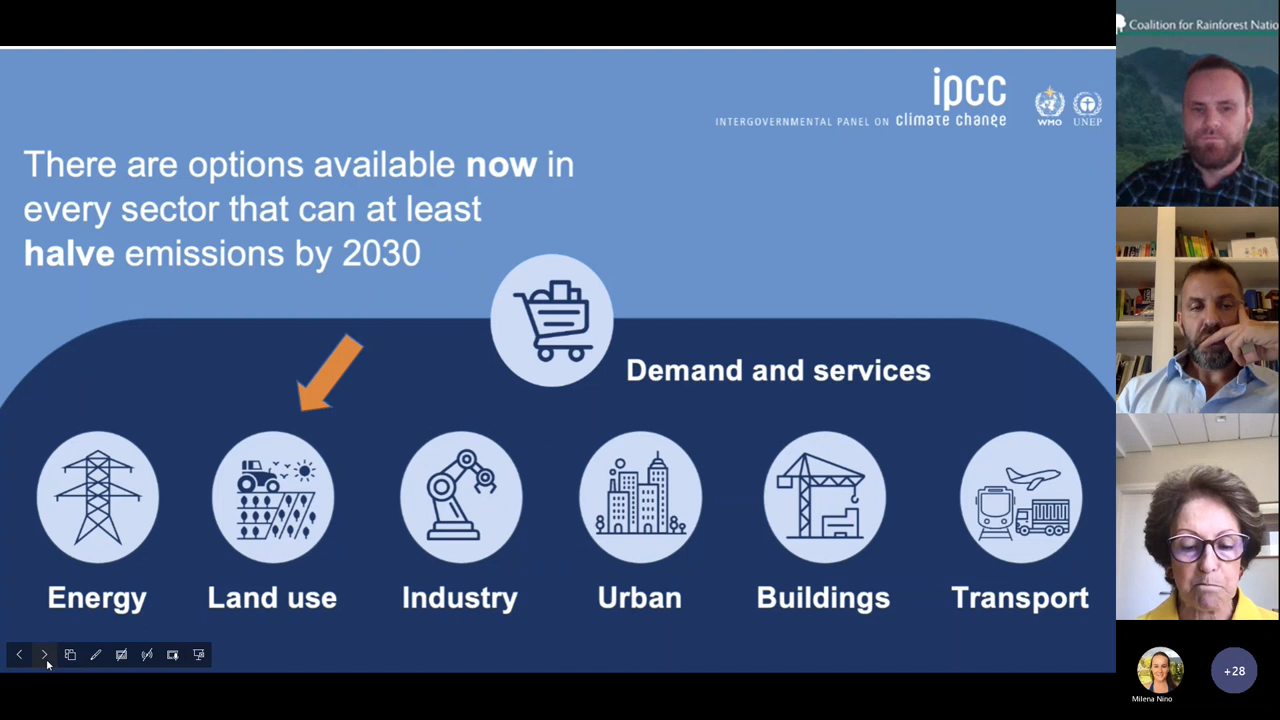 Coalition for Rainforest Natio
ipcc
INTERGOVERNMENTAL PANEL ON climate change
WMO
UNEP
There are options available now in
every sector that can at least
halve emissions by 2030
Demand and services
Energy
Land use
Industry
Urban
Buildings
Transport
Milena Nino
+28